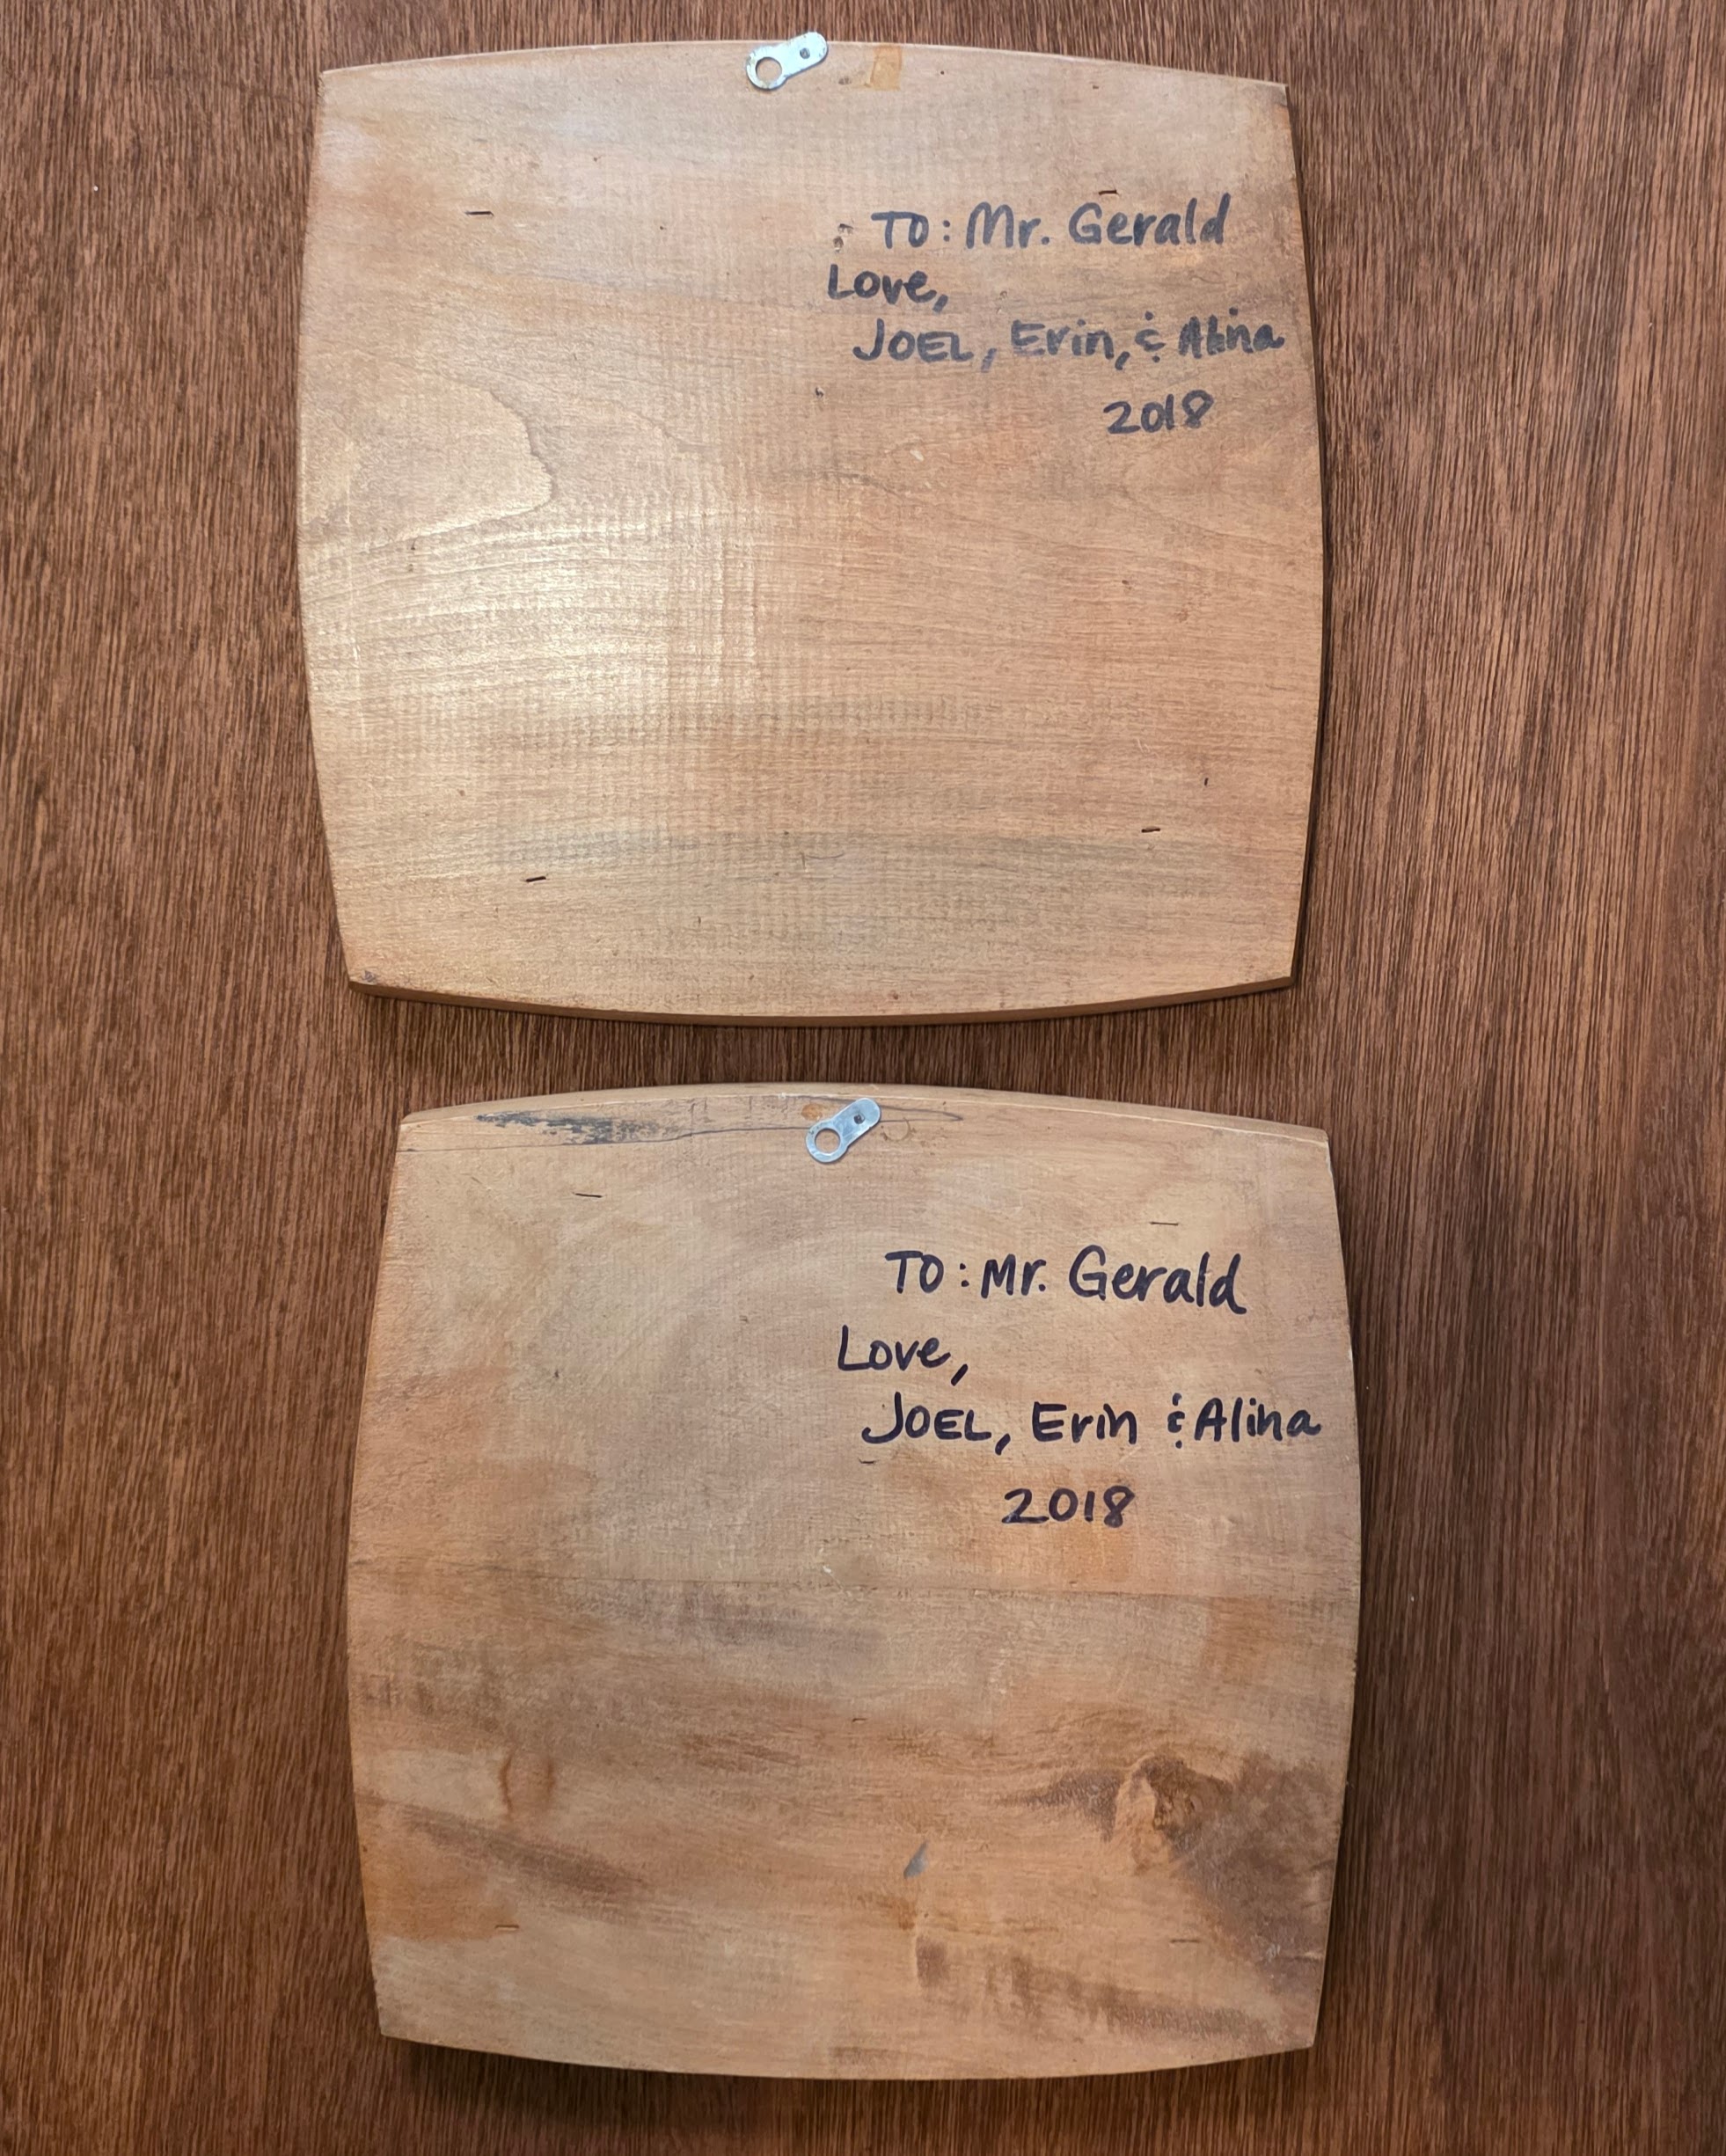 TO: Mr. Gerald
Love,
JOEL, Erin, & Alina
2018
TO: Mr. Gerald
Love,
JOEL, Erin & Alina
2018